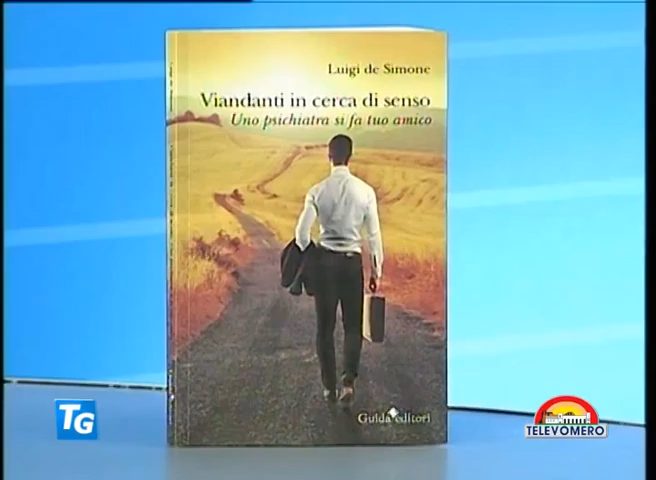 Luigi de Simone
Viandanti in cerca di senso
Uno psichiatra si fa tuo amico
Guida editori
TG
TELEVOMERO